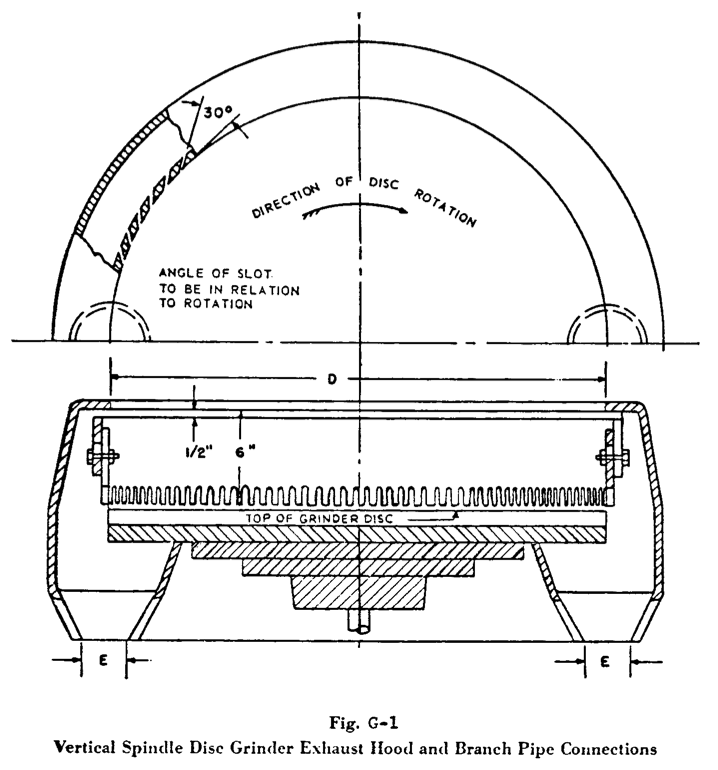 30°
DIRECTION OF DISC ROTATION
ANGLE OF SLOT
TO BE IN RELATION
TO ROTATION
D
1/2" 6"
TOP OF GRINDER DISC
E E
Fig. G-1
Vertical Spindle Disc Grinder Exhaust Hood and Branch Pipe Connections